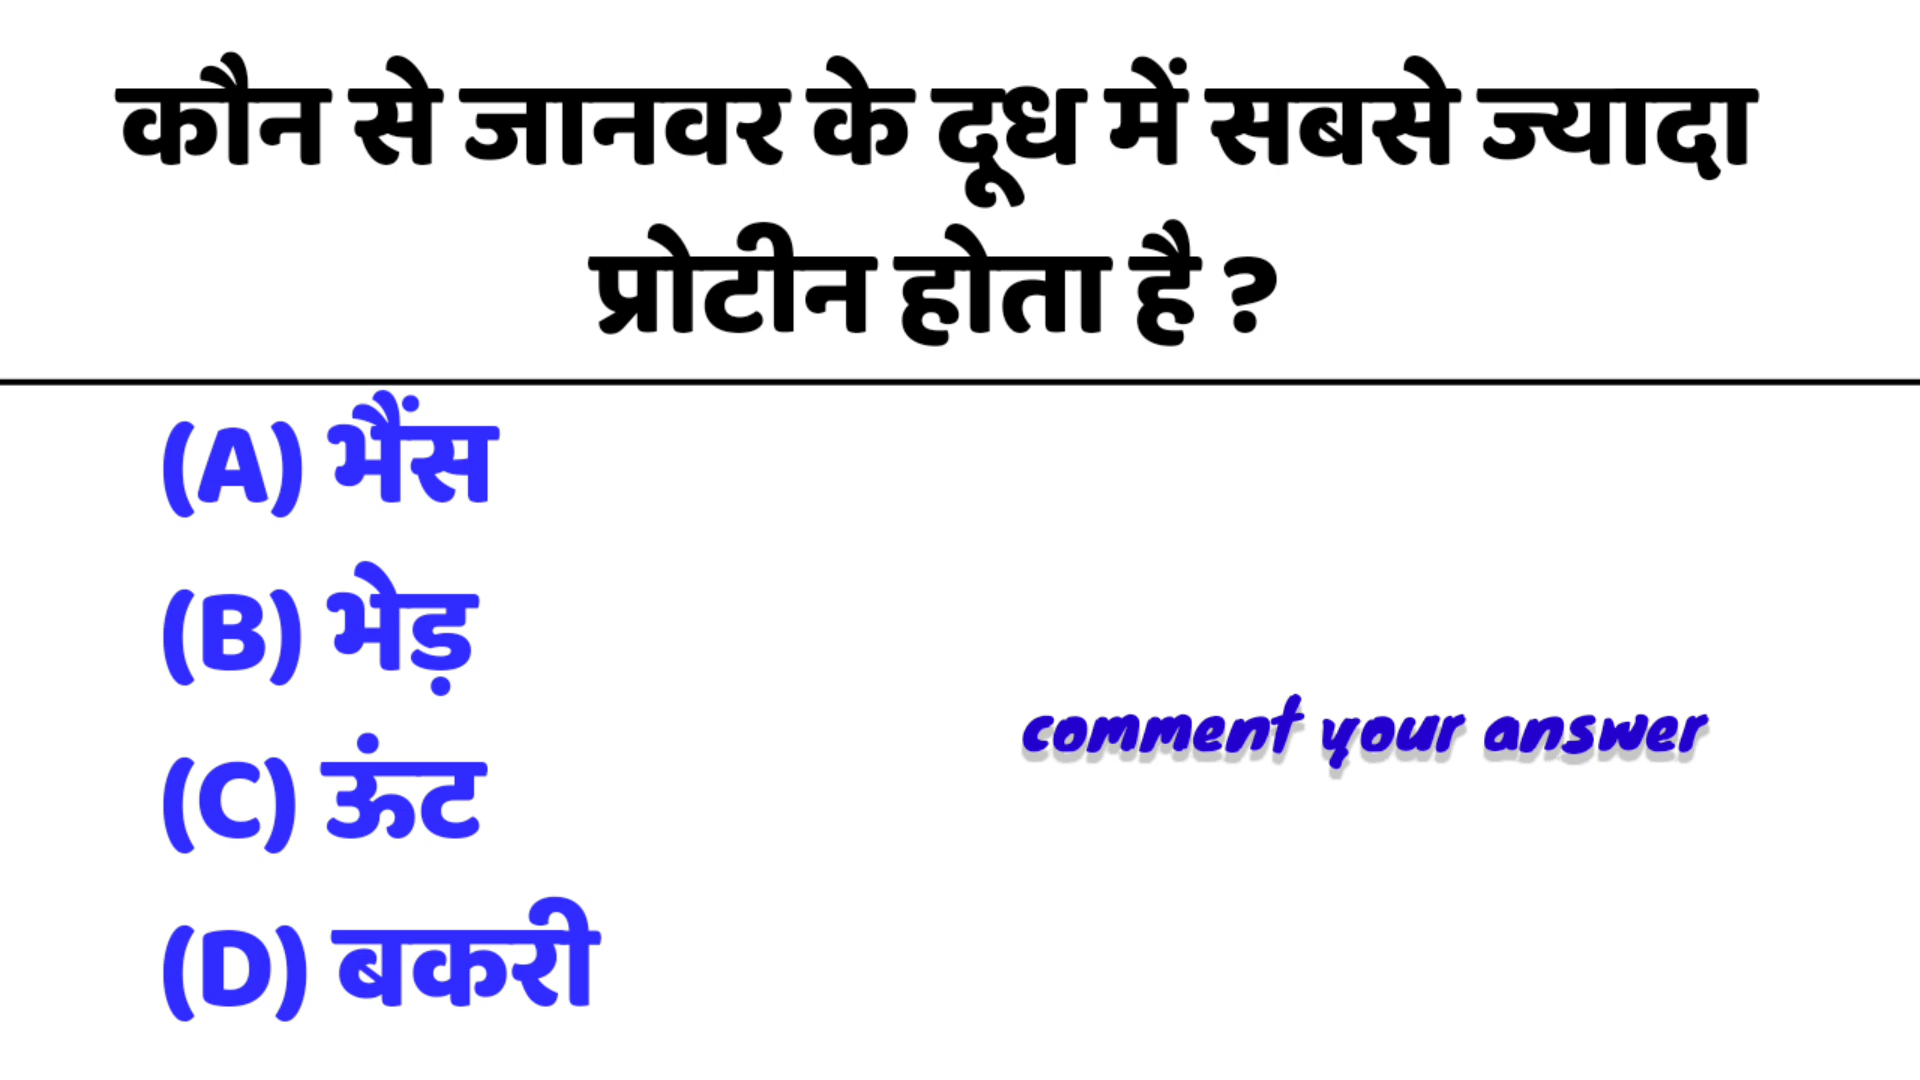 कौन से जानवर के दूध में सबसे ज्यादा
प्रोटीन होता है ?
(A) भैंस
(B) भेड़
(C) ऊंट
(D) बकरी
comment your answer